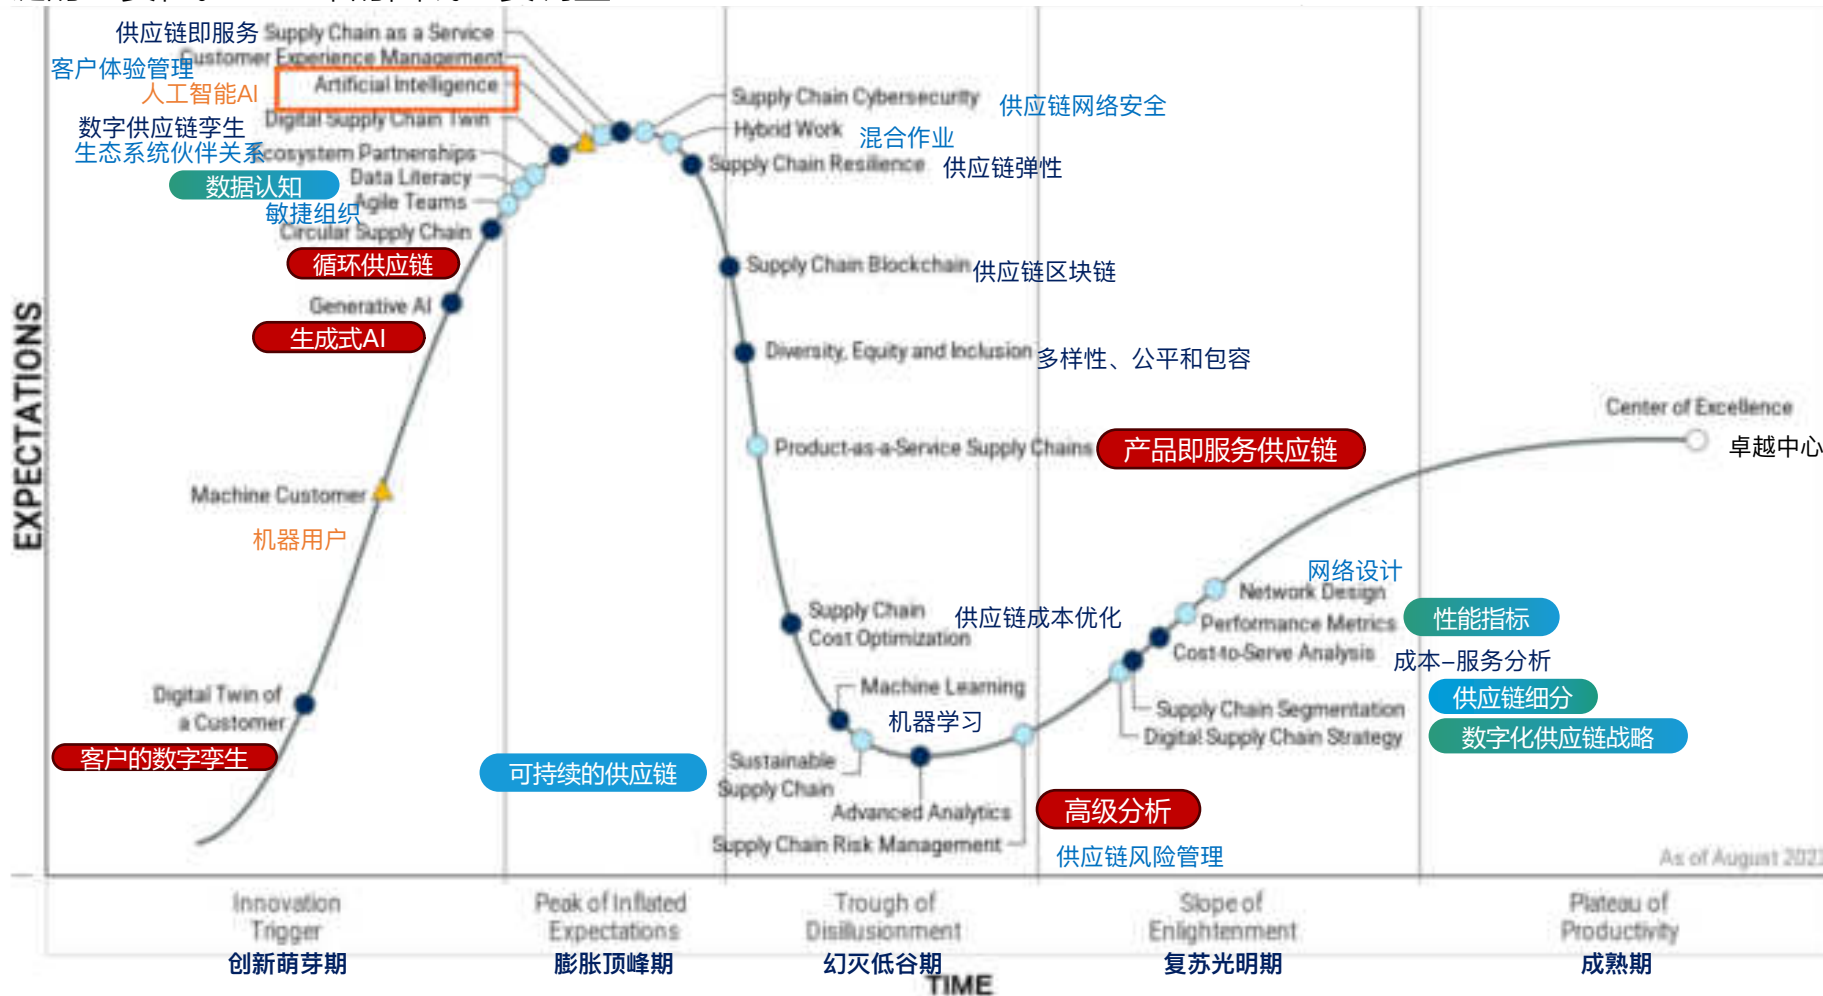 供应链即服务 Supply Chain as a Service
客户体验管理 Customer Experience Management
人工智能AI Artificial Intelligence
数字供应链孪生 Digital Supply Chain Twin
生态系统伙伴关系 Ecosystem Partnerships
数据认知 Data Literacy
敏捷组织 Agile Teams
Circular Supply Chain
循环供应链
Generative AI
生成式AI
Machine Customer
机器用户
Digital Twin of
a Customer
客户的数字孪生
Supply Chain Cybersecurity 供应链网络安全
Hybrid Work 混合作业
Supply Chain Resilience 供应链弹性
Supply Chain Blockchain 供应链区块链
Diversity, Equity and Inclusion 多样性、公平和包容
Product-as-a-Service Supply Chains 产品即服务供应链
Supply Chain
Cost Optimization 供应链成本优化
Machine Learning
机器学习
可持续的供应链 Sustainable
Supply Chain
Advanced Analytics 高级分析
Supply Chain Risk Management 供应链风险管理
网络设计
Network Design
Performance Metrics 性能指标
Cost-to-Serve Analysis 成本–服务分析
Supply Chain Segmentation 供应链细分
Digital Supply Chain Strategy 数字化供应链战略
Center of Excellence
卓越中心
As of August
EXPECTATIONS
Innovation
Trigger
创新萌芽期
Peak of Inflated
Expectations
膨胀顶峰期
Trough of
Disillusionment
幻灭低谷期
Slope of
Enlightenment
复苏光明期
Plateau of
Productivity
成熟期
TIME